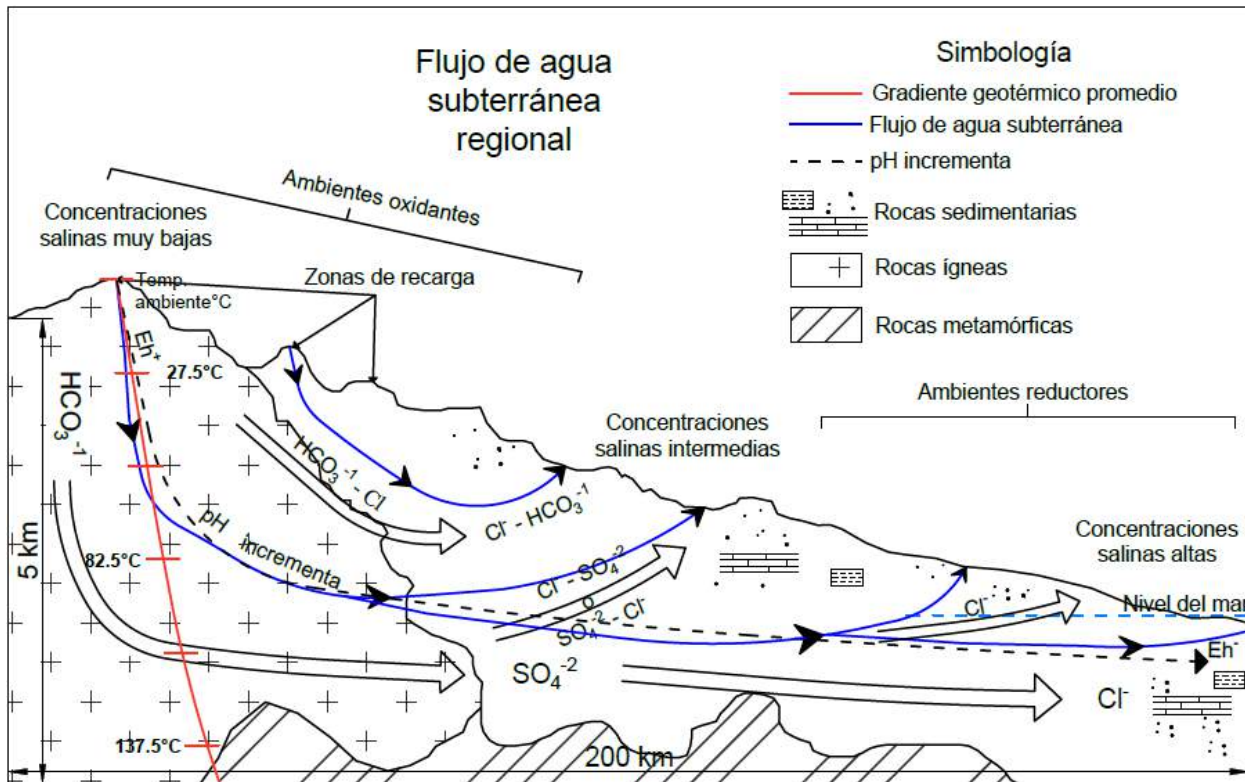 Flujo de agua
subterránea
regional
Simbología
Gradiente geotérmico promedio
Flujo de agua subterránea
pH incrementa
Rocas sedimentarias
Rocas ígneas
Rocas metamórficas
Ambientes oxidantes
Concentraciones
salinas muy bajas
Zonas de recarga
Temp.
ambiente°C
Eh⁺
27.5°C
HCO₃⁻¹
HCO₃⁻¹ - Cl
Cl⁻ - HCO₃⁻¹
Concentraciones
salinas intermedias
Ambientes reductores
pH incrementa
82.5°C
5 km
Cl - SO₄⁻²
o
SO₄⁻² - Cl⁻
Concentraciones
salinas altas
Cl⁻
Nivel del mar
Eh⁻
SO₄⁻²
Cl⁻
137.5°C
200 km